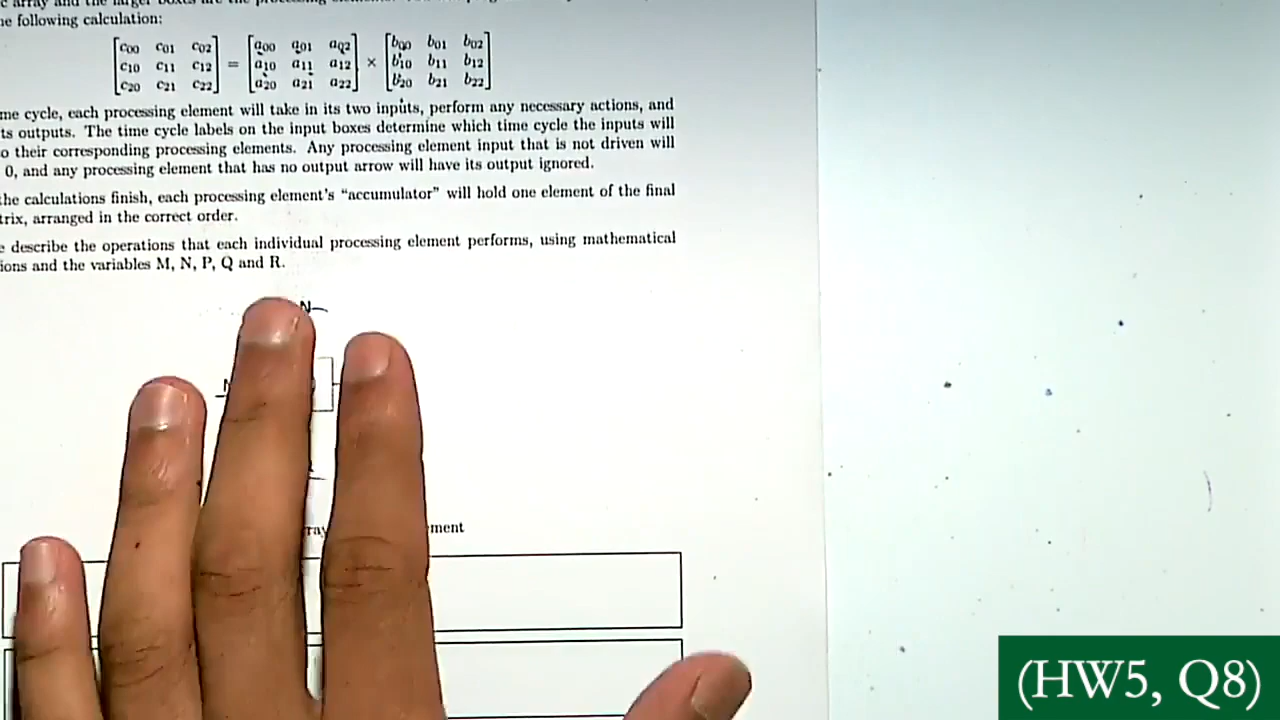 he following calculation:
c00 c01 c02 a00 a01 a02 b00 b01 b02
c10 c11 c12 = a10 a11 a12 × b10 b11 b12
c20 c21 c22 a20 a21 a22 b20 b21 b22
me cycle, each processing element will take in its two inputs, perform any necessary actions, and
ts outputs. The time cycle labels on the input boxes determine which time cycle the inputs will
o their corresponding processing elements. Any processing element input that is not driven will
0, and any processing element that has no output arrow will have its output ignored.
the calculations finish, each processing element's "accumulator" will hold one element of the final
trix, arranged in the correct order.
e describe the operations that each individual processing element performs, using mathematical
ions and the variables M, N, P, Q and R.
N
ray
ment
(HW5, Q8)